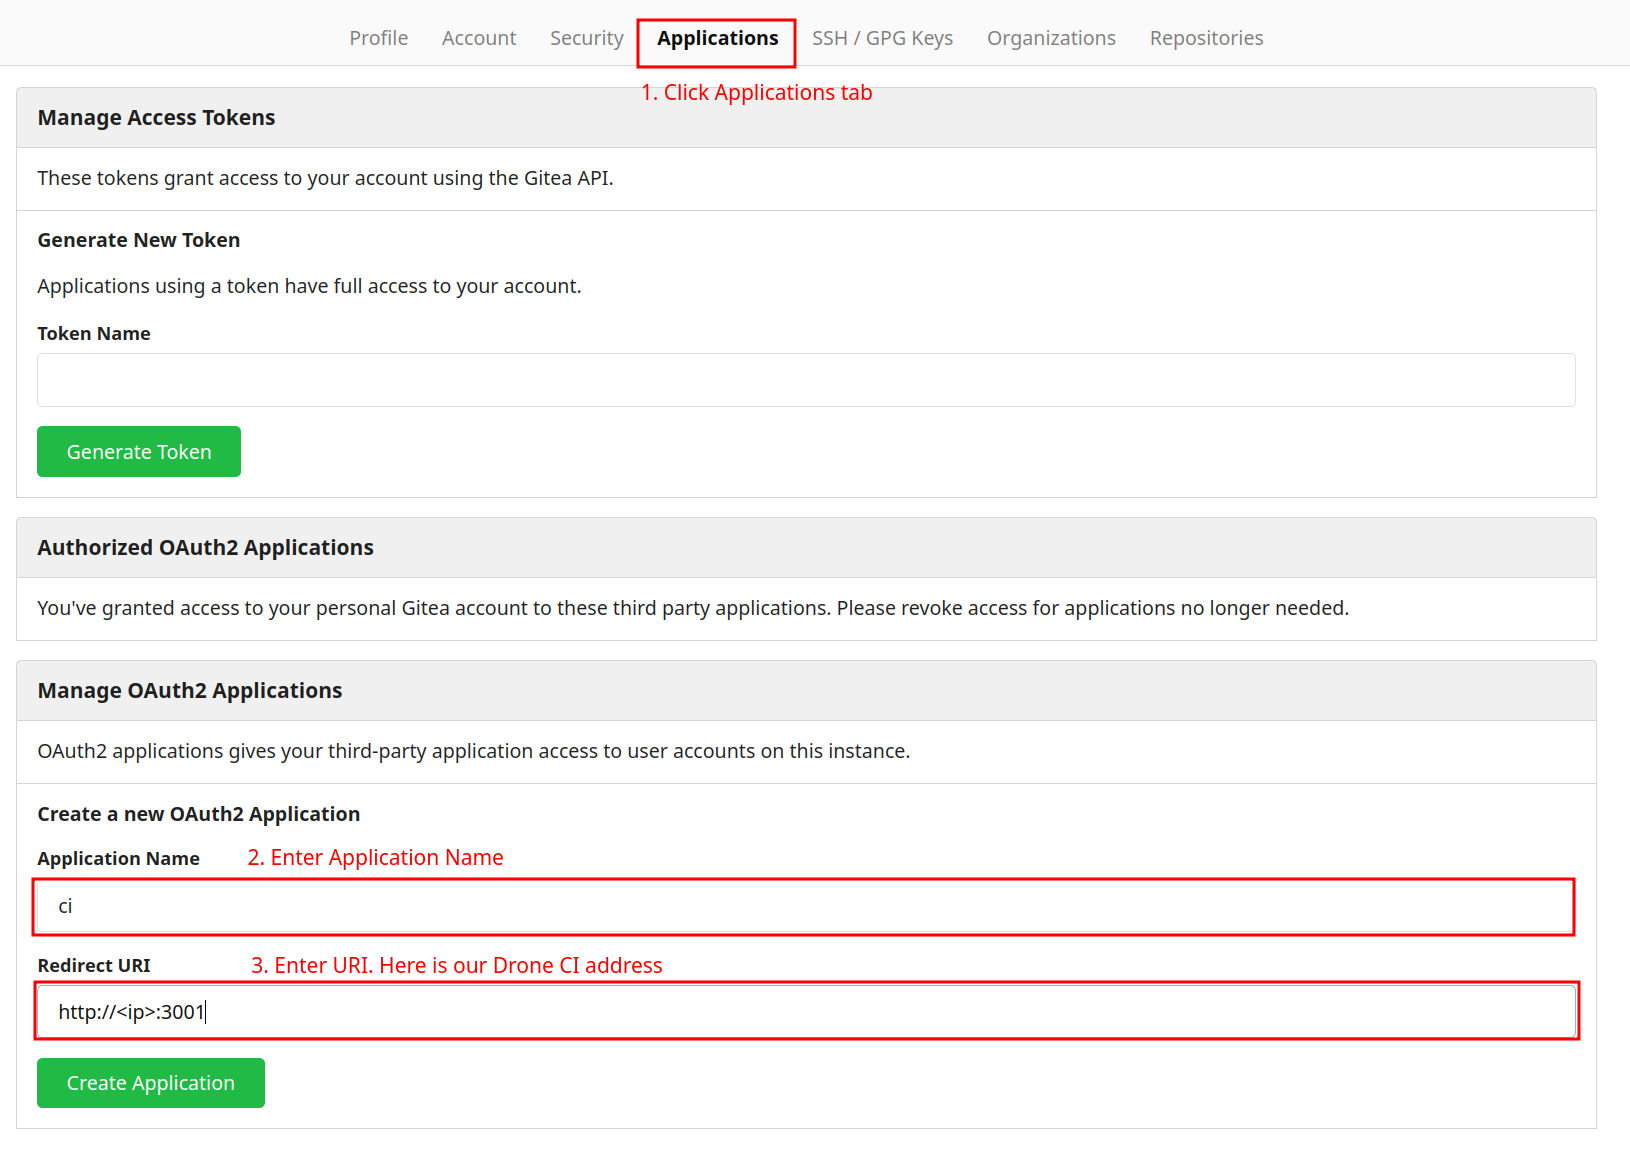 Profile Account Security Applications SSH / GPG Keys Organizations Repositories
1. Click Applications tab
Manage Access Tokens
These tokens grant access to your account using the Gitea API.
Generate New Token
Applications using a token have full access to your account.
Token Name
Generate Token
Authorized OAuth2 Applications
You've granted access to your personal Gitea account to these third party applications. Please revoke access for applications no longer needed.
Manage OAuth2 Applications
OAuth2 applications gives your third-party application access to user accounts on this instance.
Create a new OAuth2 Application
Application Name 2. Enter Application Name
ci
Redirect URI 3. Enter URI. Here is our Drone CI address
http://<ip>:3001
Create Application